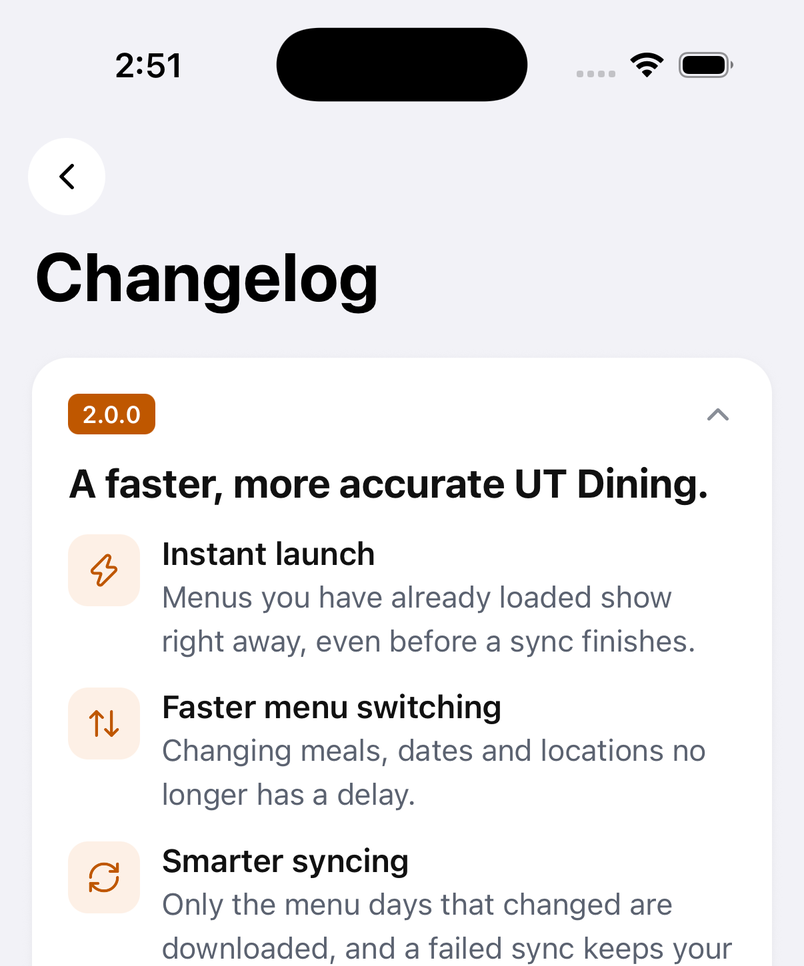 2:51
Changelog
2.0.0
A faster, more accurate UT Dining.
Instant launch
Menus you have already loaded show
right away, even before a sync finishes.
Faster menu switching
Changing meals, dates and locations no
longer has a delay.
Smarter syncing
Only the menu days that changed are
downloaded, and a failed sync keeps your